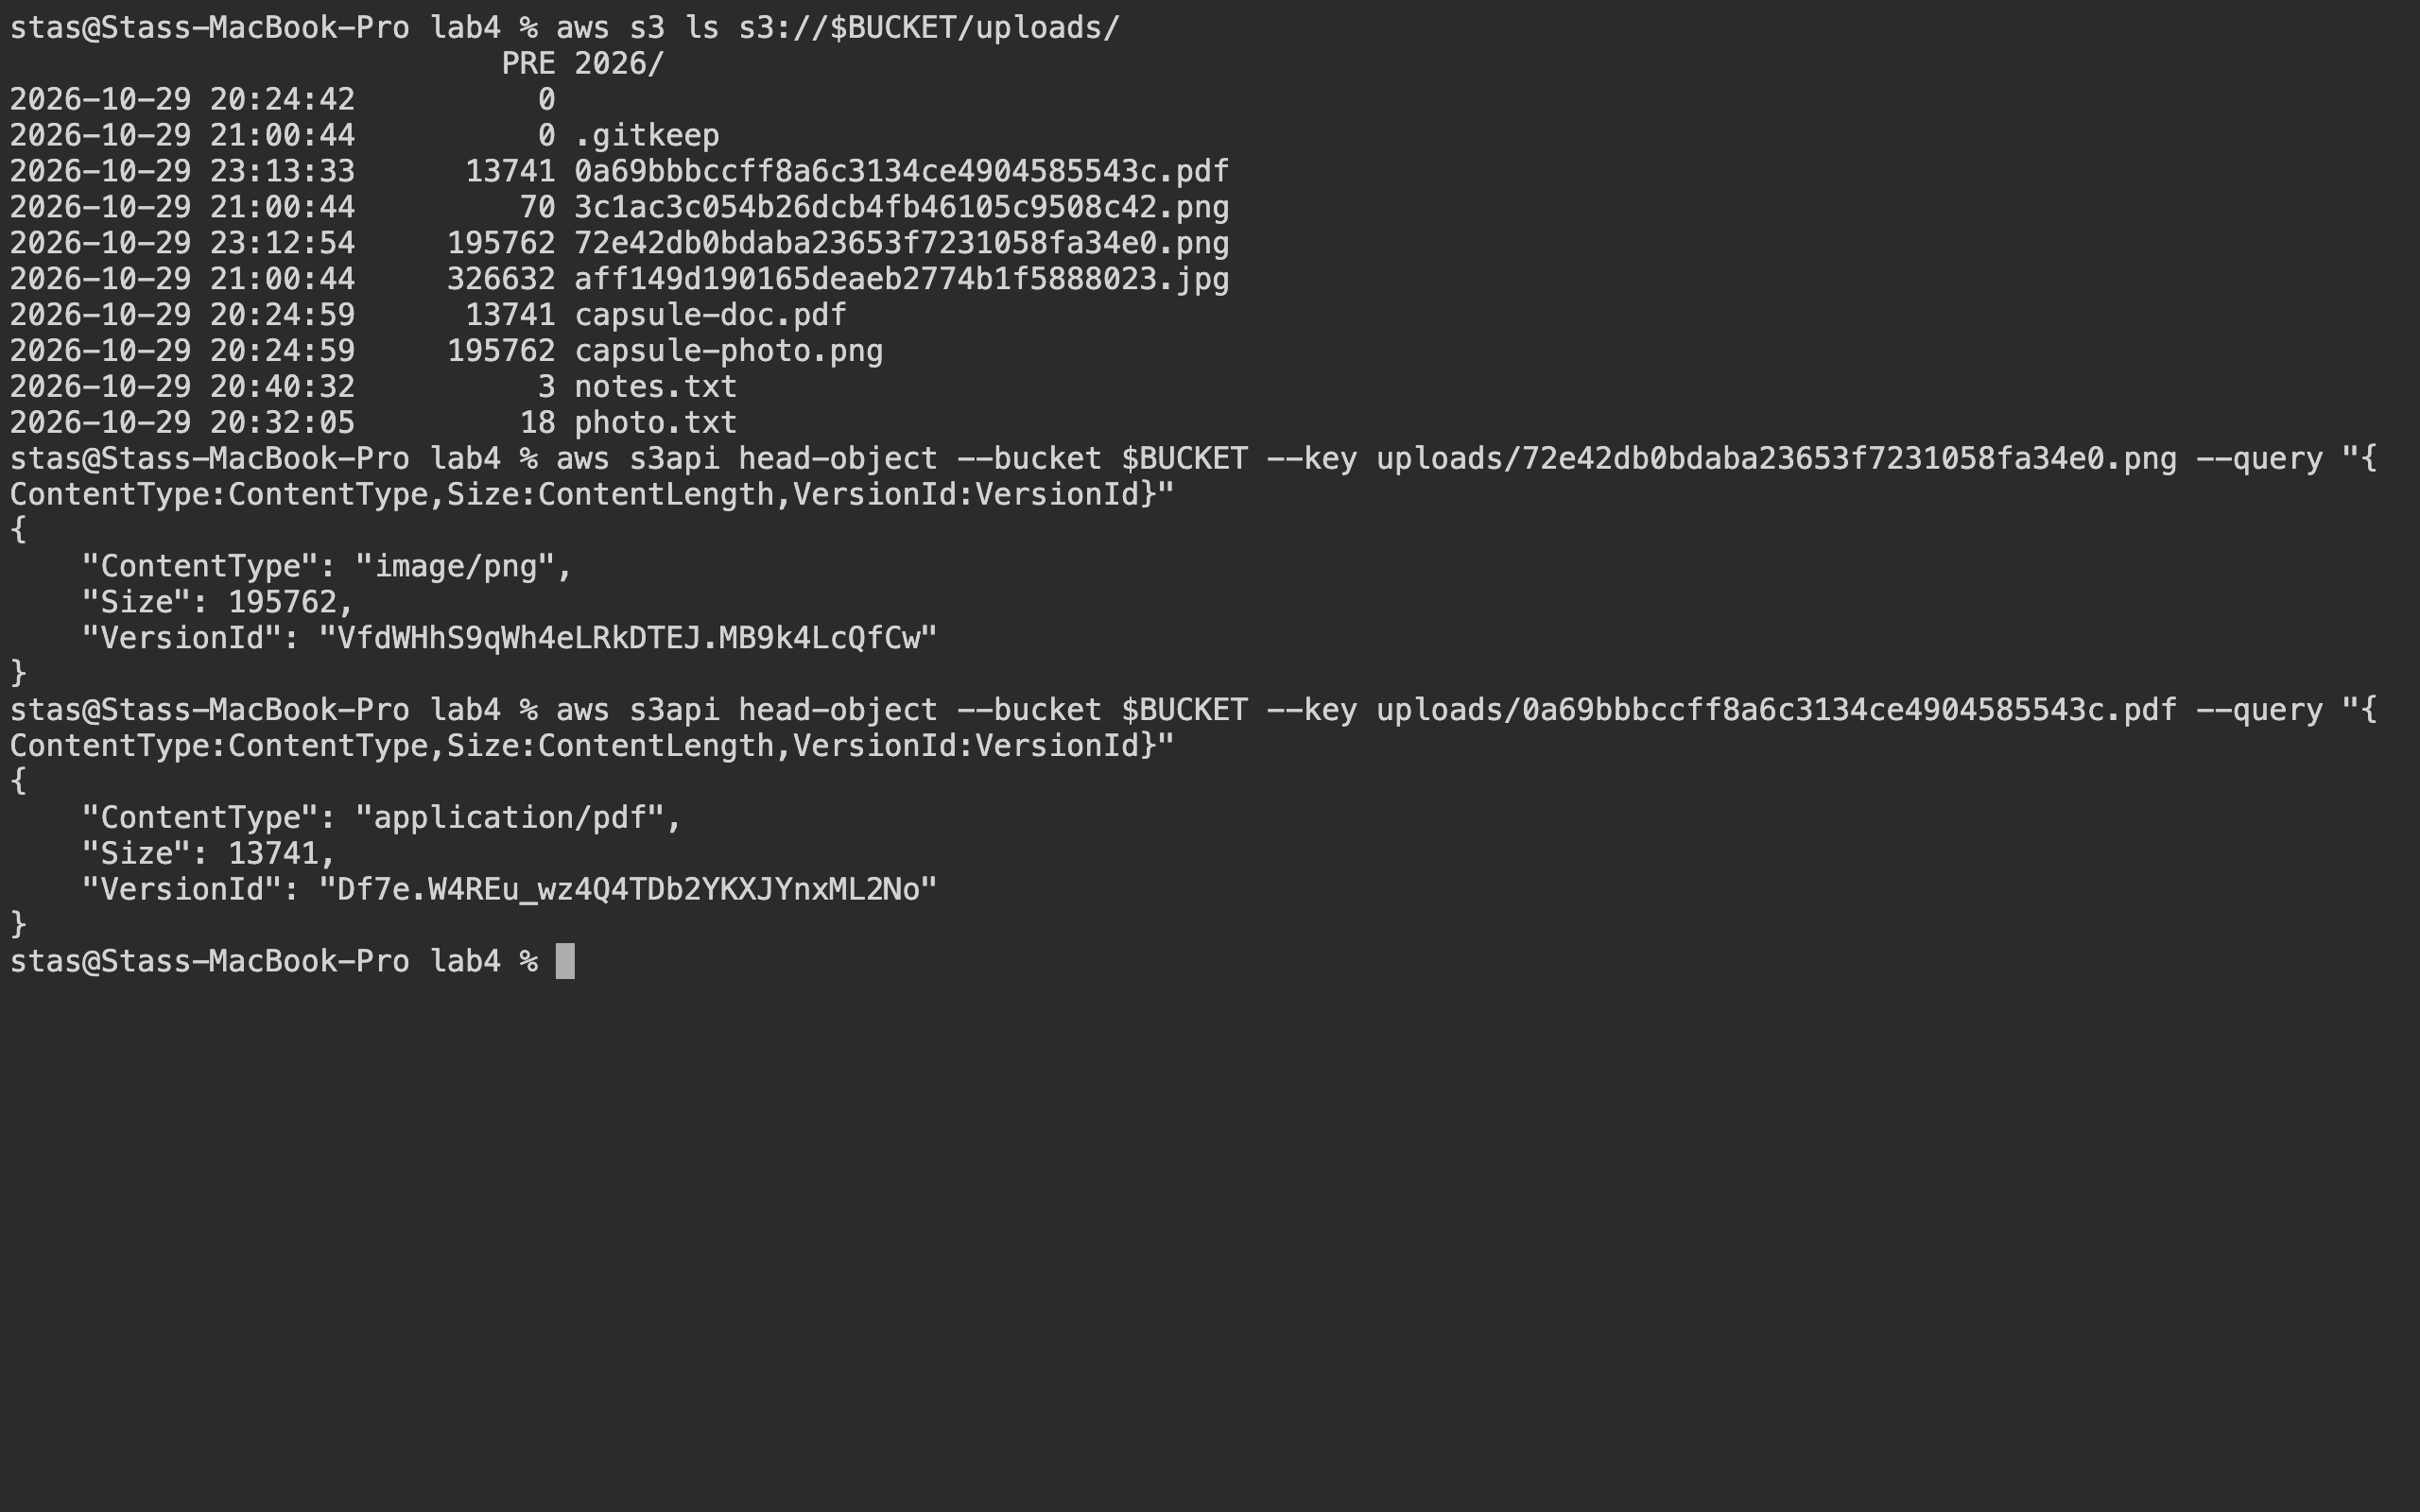 stas@Stass-MacBook-Pro lab4 % aws s3 ls s3://$BUCKET/uploads/
                           PRE 2026/
2026-10-29 20:24:42          0
2026-10-29 21:00:44          0 .gitkeep
2026-10-29 23:13:33      13741 0a69bbbccff8a6c3134ce4904585543c.pdf
2026-10-29 21:00:44         70 3c1ac3c054b26dcb4fb46105c9508c42.png
2026-10-29 23:12:54     195762 72e42db0bdaba23653f7231058fa34e0.png
2026-10-29 21:00:44     326632 aff149d190165deaeb2774b1f5888023.jpg
2026-10-29 20:24:59      13741 capsule-doc.pdf
2026-10-29 20:24:59     195762 capsule-photo.png
2026-10-29 20:40:32          3 notes.txt
2026-10-29 20:32:05         18 photo.txt
stas@Stass-MacBook-Pro lab4 % aws s3api head-object --bucket $BUCKET --key uploads/72e42db0bdaba23653f7231058fa34e0.png --query "{
ContentType:ContentType,Size:ContentLength,VersionId:VersionId}"
{
    "ContentType": "image/png",
    "Size": 195762,
    "VersionId": "VfdWHhS9qWh4eLRkDTEJ.MB9k4LcQfCw"
}
stas@Stass-MacBook-Pro lab4 % aws s3api head-object --bucket $BUCKET --key uploads/0a69bbbccff8a6c3134ce4904585543c.pdf --query "{
ContentType:ContentType,Size:ContentLength,VersionId:VersionId}"
{
    "ContentType": "application/pdf",
    "Size": 13741,
    "VersionId": "Df7e.W4REu_wz4Q4TDb2YKXJYnxML2No"
}
stas@Stass-MacBook-Pro lab4 %